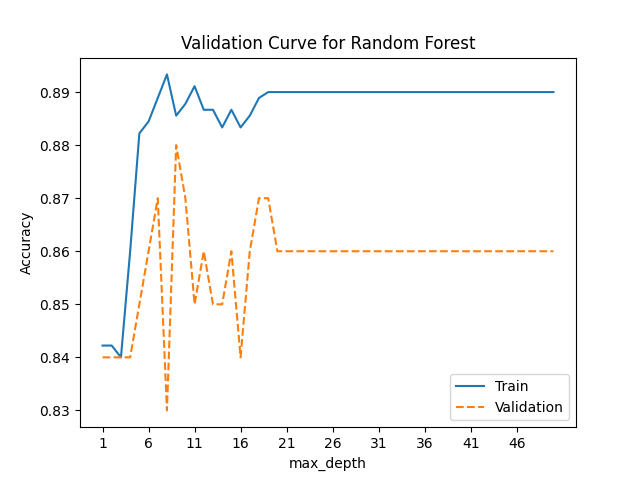 Validation Curve for Random Forest
Accuracy
0.89
0.88
0.87
0.86
0.85
0.84
0.83
Train
Validation
1 6 11 16 21 26 31 36 41 46
max_depth